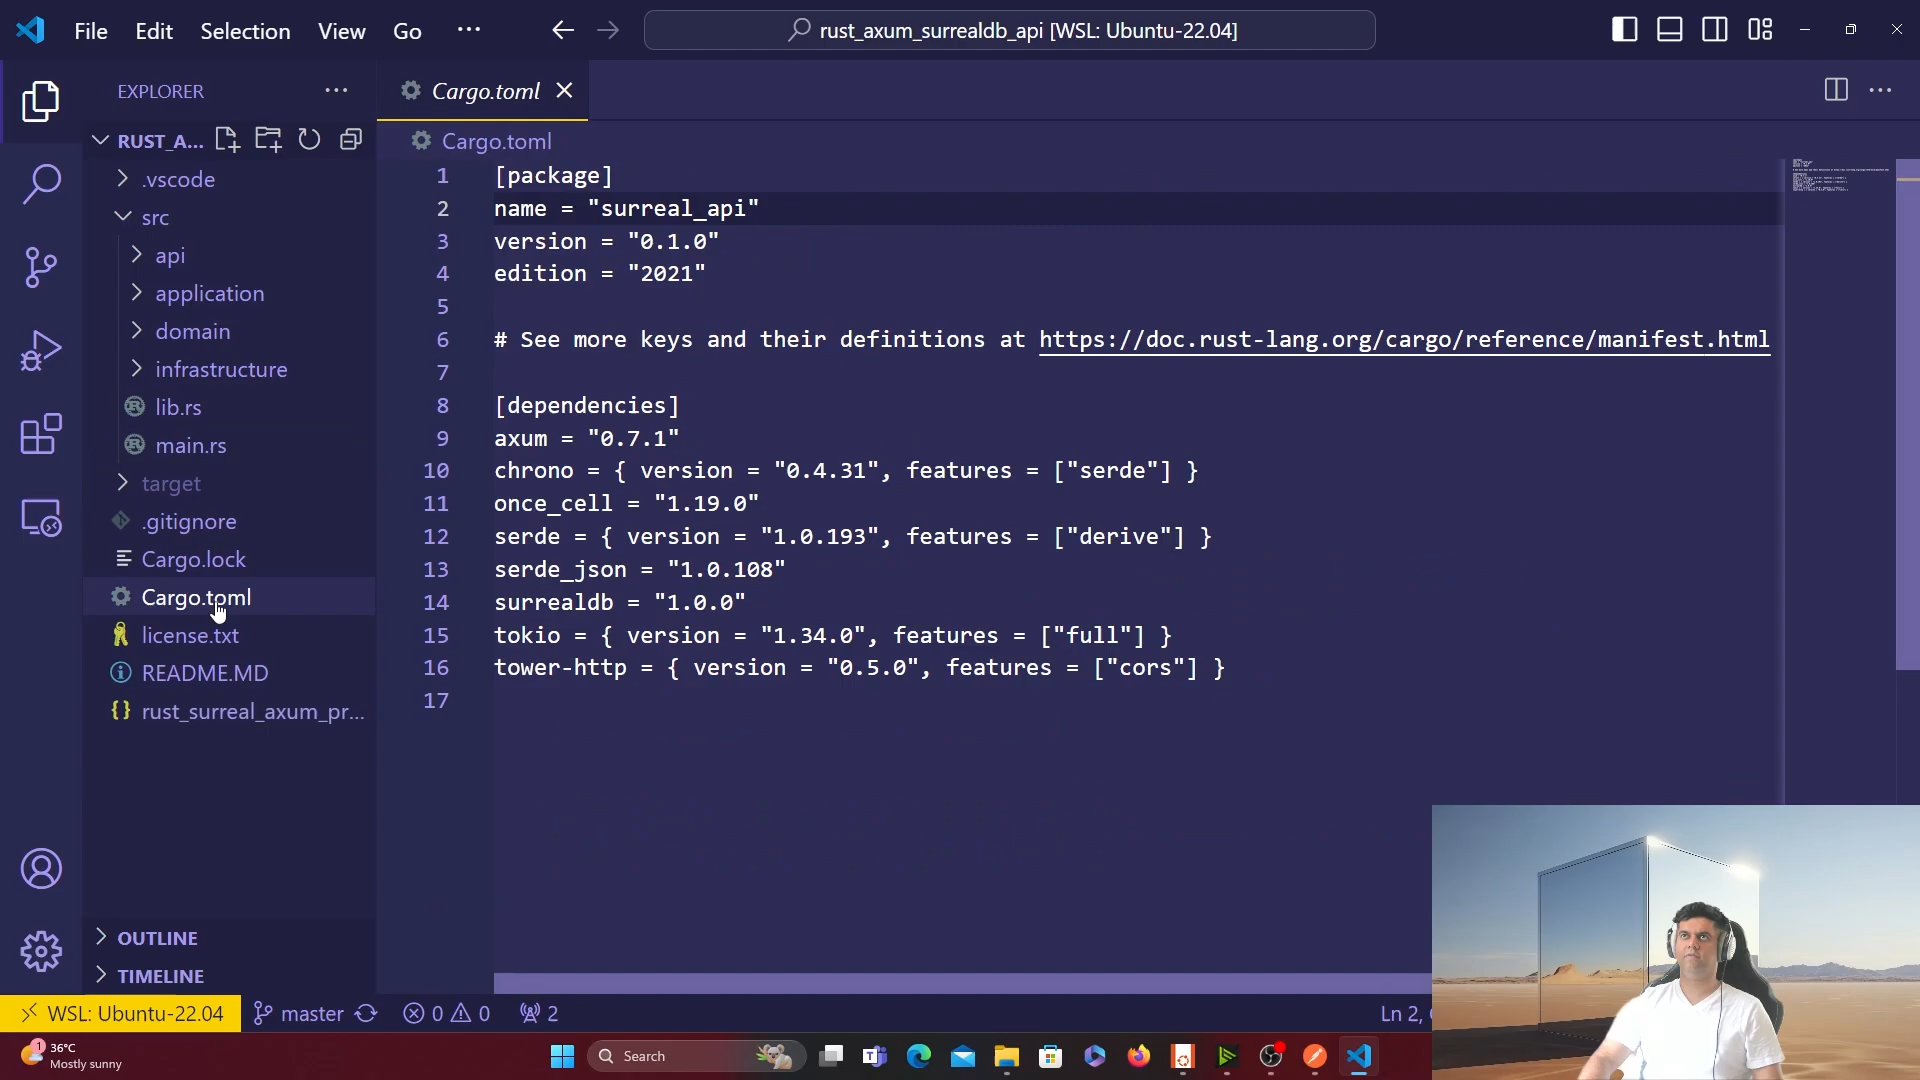 File Edit Selection View Go ··· rust_axum_surrealdb_api [WSL: Ubuntu-22.04]
EXPLORER ···
RUST_A...
.vscode
src
api
application
domain
infrastructure
lib.rs
main.rs
target
.gitignore
Cargo.lock
Cargo.toml
license.txt
README.MD
{} rust_surreal_axum_pr...
OUTLINE
TIMELINE
Cargo.toml
Cargo.toml
1 [package]
2 name = "surreal_api"
3 version = "0.1.0"
4 edition = "2021"
5
6 # See more keys and their definitions at https://doc.rust-lang.org/cargo/reference/manifest.html
7
8 [dependencies]
9 axum = "0.7.1"
10 chrono = { version = "0.4.31", features = ["serde"] }
11 once_cell = "1.19.0"
12 serde = { version = "1.0.193", features = ["derive"] }
13 serde_json = "1.0.108"
14 surrealdb = "1.0.0"
15 tokio = { version = "1.34.0", features = ["full"] }
16 tower-http = { version = "0.5.0", features = ["cors"] }
17
WSL: Ubuntu-22.04 master 0 0 2 Ln 2,
1 36°C
Mostly sunny
Search